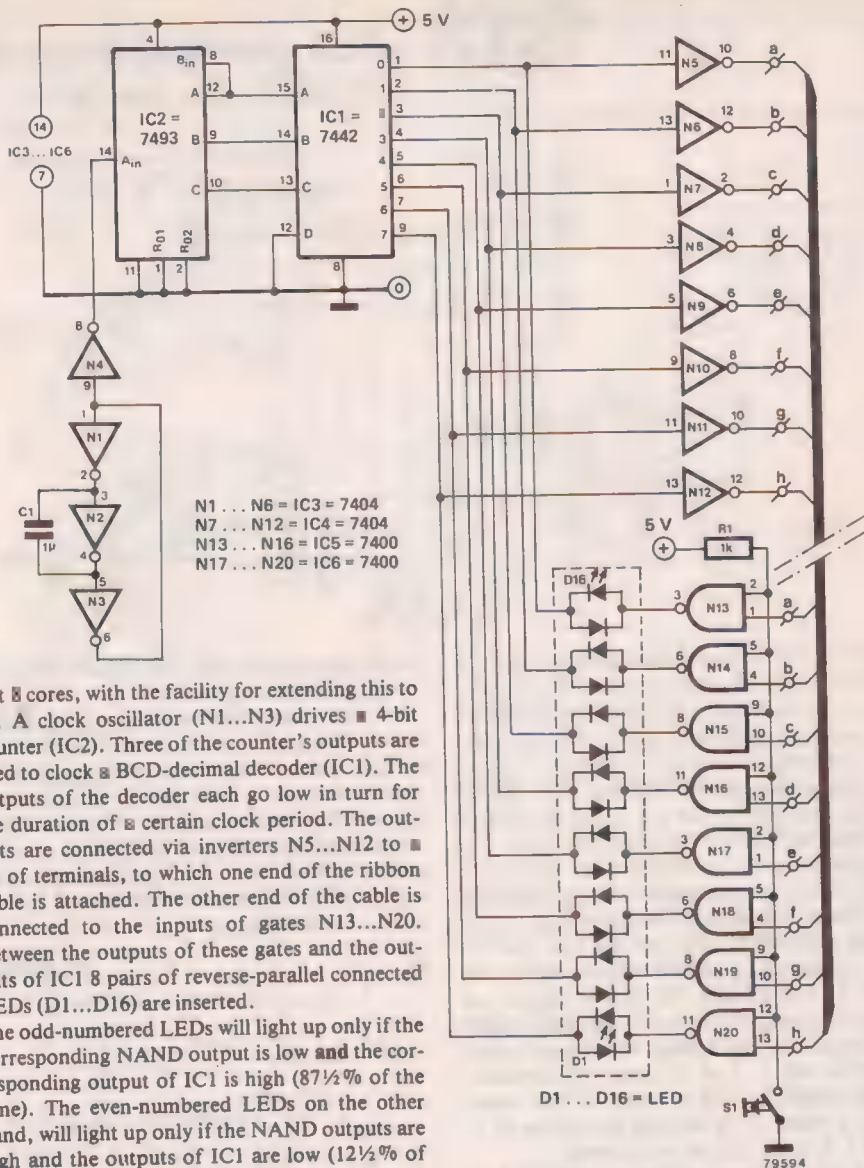 + 5 V
4
16
B in 8
A 12
15 A
IC2 =
7493
IC1 =
7442
B 9
14 B
C 10
13 C
12 D
14
IC3 ... IC6
7
14 A in
11
R01 1
R02 2
8
0
0 1
1 2
3
3 4
4 5
5 6
6 7
7 9
11 N5 10 a
13 N6 12 b
1 N7 2 c
3 N8 4 d
5 N9 6 e
9 N10 8 f
11 N11 10 g
13 N12 12 h
8
N4
9
1
N1
2
3
N2
4
C1
1µ
5
N3
6
N1 ... N6 = IC3 = 7404
N7 ... N12 = IC4 = 7404
N13 ... N16 = IC5 = 7400
N17 ... N20 = IC6 = 7400
5 V
+
R1
1k
D16
3 N13 2 1 a
6 N14 5 4 b
8 N15 9 10 c
11 N16 12 13 d
3 N17 2 1 e
6 N18 5 4 f
8 N19 9 10 g
11 N20 12 13 h
D1
D1 ... D16 = LED
S1
79594
t 8 cores, with the facility for extending this to
. A clock oscillator (N1...N3) drives 4-bit
unter (IC2). Three of the counter's outputs are
ed to clock a BCD-decimal decoder (IC1). The
tputs of the decoder each go low in turn for
e duration of a certain clock period. The out-
ts are connected via inverters N5...N12 to
of terminals, to which one end of the ribbon
ble is attached. The other end of the cable is
nnected to the inputs of gates N13...N20.
etween the outputs of these gates and the out-
ts of IC1 8 pairs of reverse-parallel connected
EDs (D1...D16) are inserted.
he odd-numbered LEDs will light up only if the
rresponding NAND output is low and the cor-
sponding output of IC1 is high (87½% of the
me). The even-numbered LEDs on the other
and, will light up only if the NAND outputs are
gh and the outputs of IC1 are low (12½% of